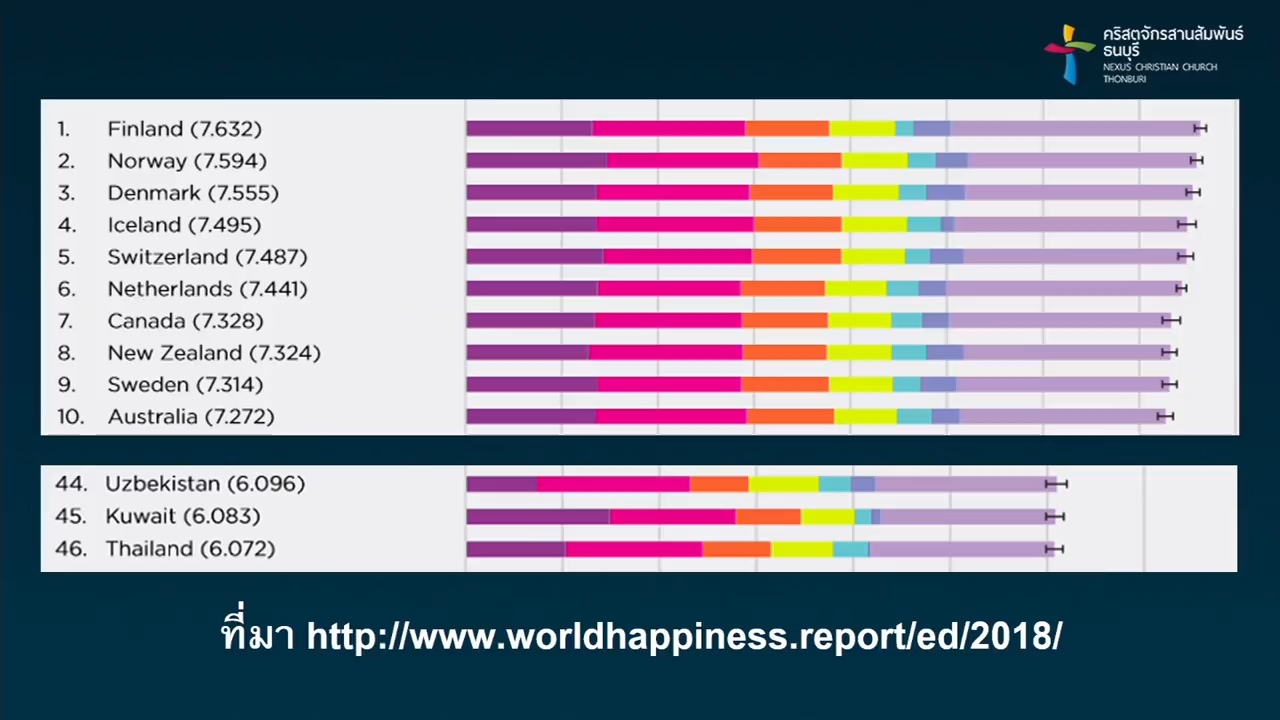 คริสตจักรสานสัมพันธ์
ธนบุรี
NEXUS CHRISTIAN CHURCH
THONBURI
1. Finland (7.632)
2. Norway (7.594)
3. Denmark (7.555)
4. Iceland (7.495)
5. Switzerland (7.487)
6. Netherlands (7.441)
7. Canada (7.328)
8. New Zealand (7.324)
9. Sweden (7.314)
10. Australia (7.272)
44. Uzbekistan (6.096)
45. Kuwait (6.083)
46. Thailand (6.072)
ที่มา http://www.worldhappiness.report/ed/2018/